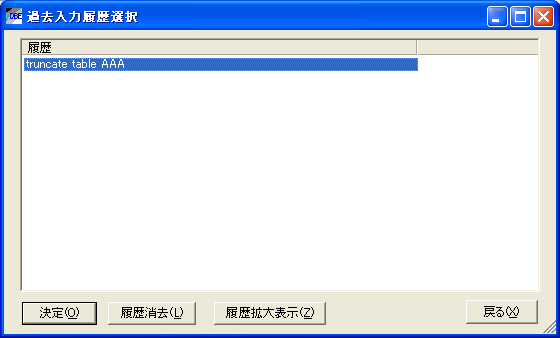 DBE
過去入力履歴選択
履歴
truncate table AAA
決定(O)
履歴消去(L)
履歴拡大表示(Z)
戻る(X)